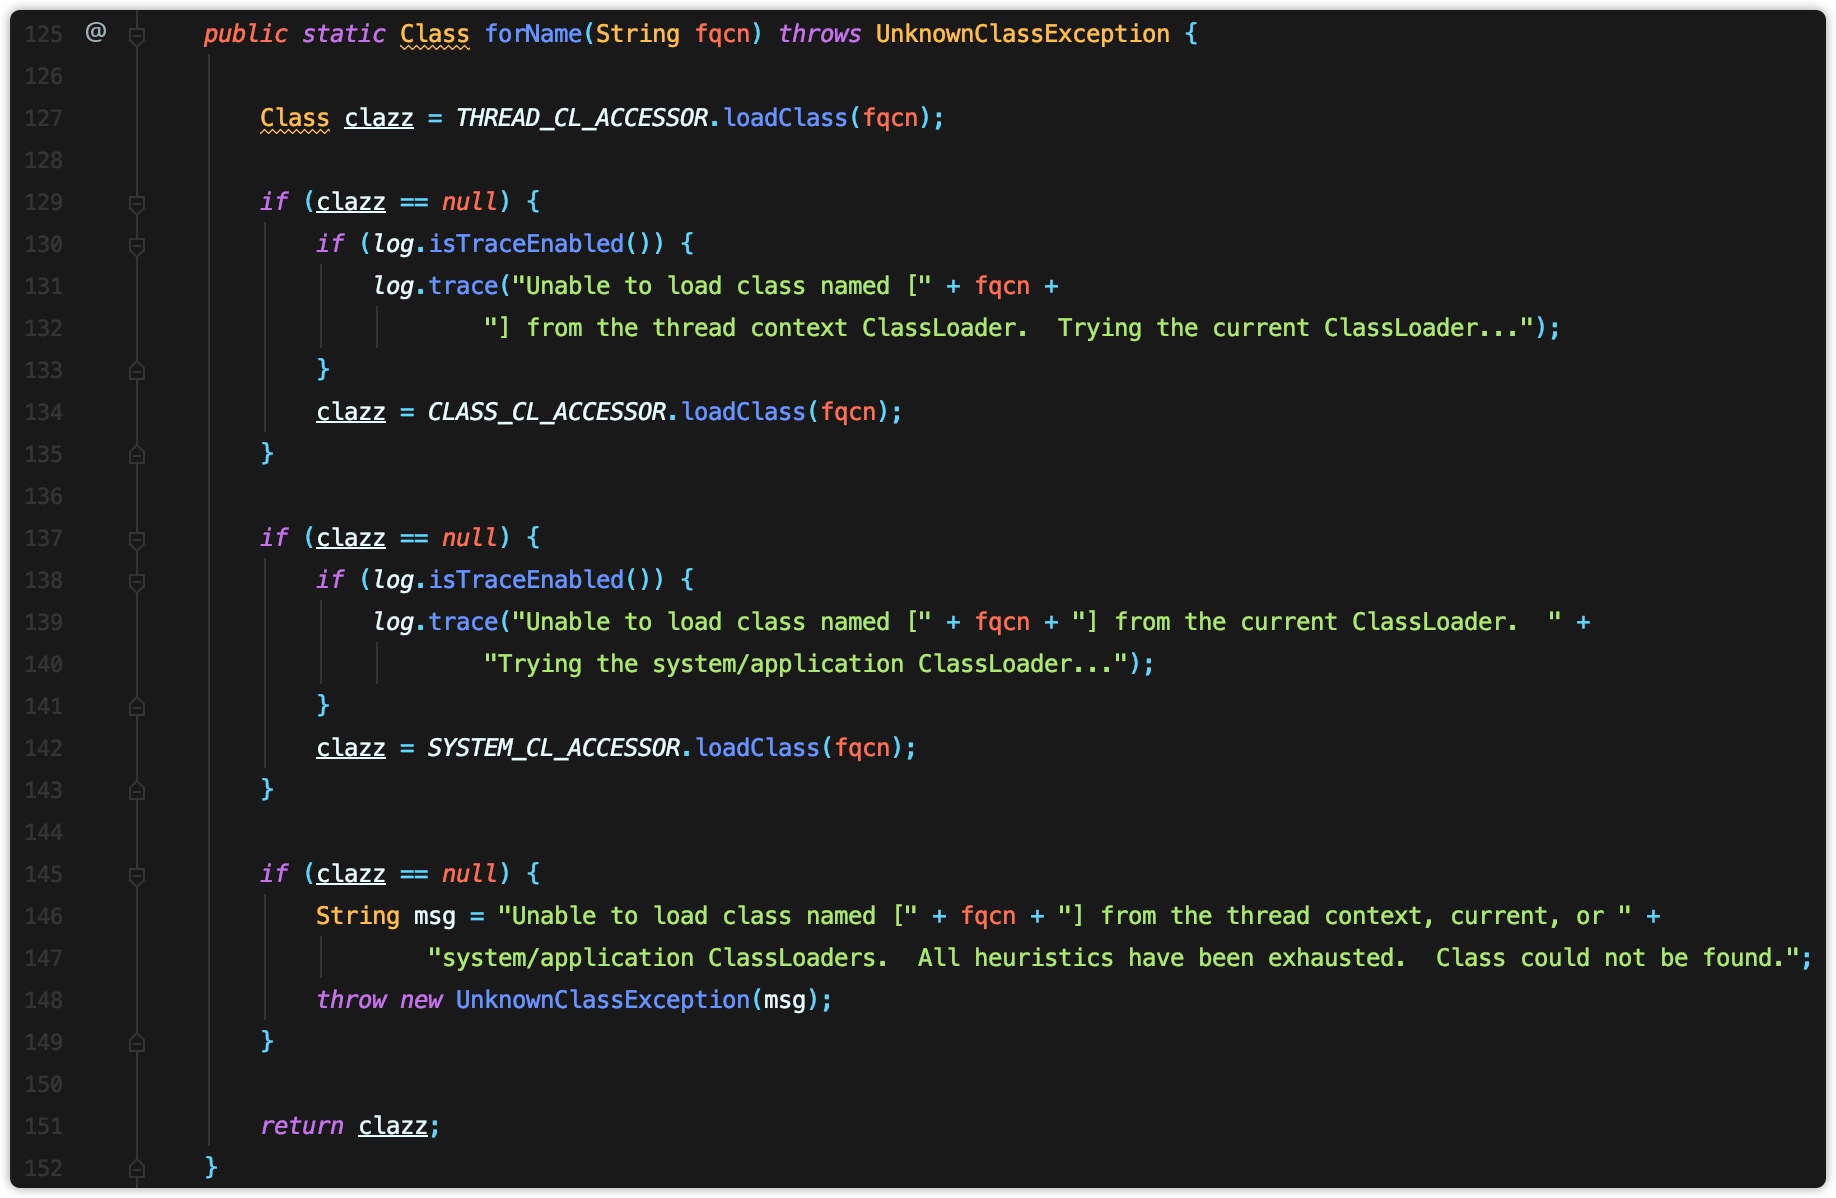 125 @ public static Class forName(String fqcn) throws UnknownClassException {
126
127 Class clazz = THREAD_CL_ACCESSOR.loadClass(fqcn);
128
129 if (clazz == null) {
130 if (log.isTraceEnabled()) {
131 log.trace("Unable to load class named [" + fqcn +
132 "] from the thread context ClassLoader.  Trying the current ClassLoader...");
133 }
134 clazz = CLASS_CL_ACCESSOR.loadClass(fqcn);
135 }
136
137 if (clazz == null) {
138 if (log.isTraceEnabled()) {
139 log.trace("Unable to load class named [" + fqcn + "] from the current ClassLoader.  " +
140 "Trying the system/application ClassLoader...");
141 }
142 clazz = SYSTEM_CL_ACCESSOR.loadClass(fqcn);
143 }
144
145 if (clazz == null) {
146 String msg = "Unable to load class named [" + fqcn + "] from the thread context, current, or " +
147 "system/application ClassLoaders.  All heuristics have been exhausted.  Class could not be found.";
148 throw new UnknownClassException(msg);
149 }
150
151 return clazz;
152 }